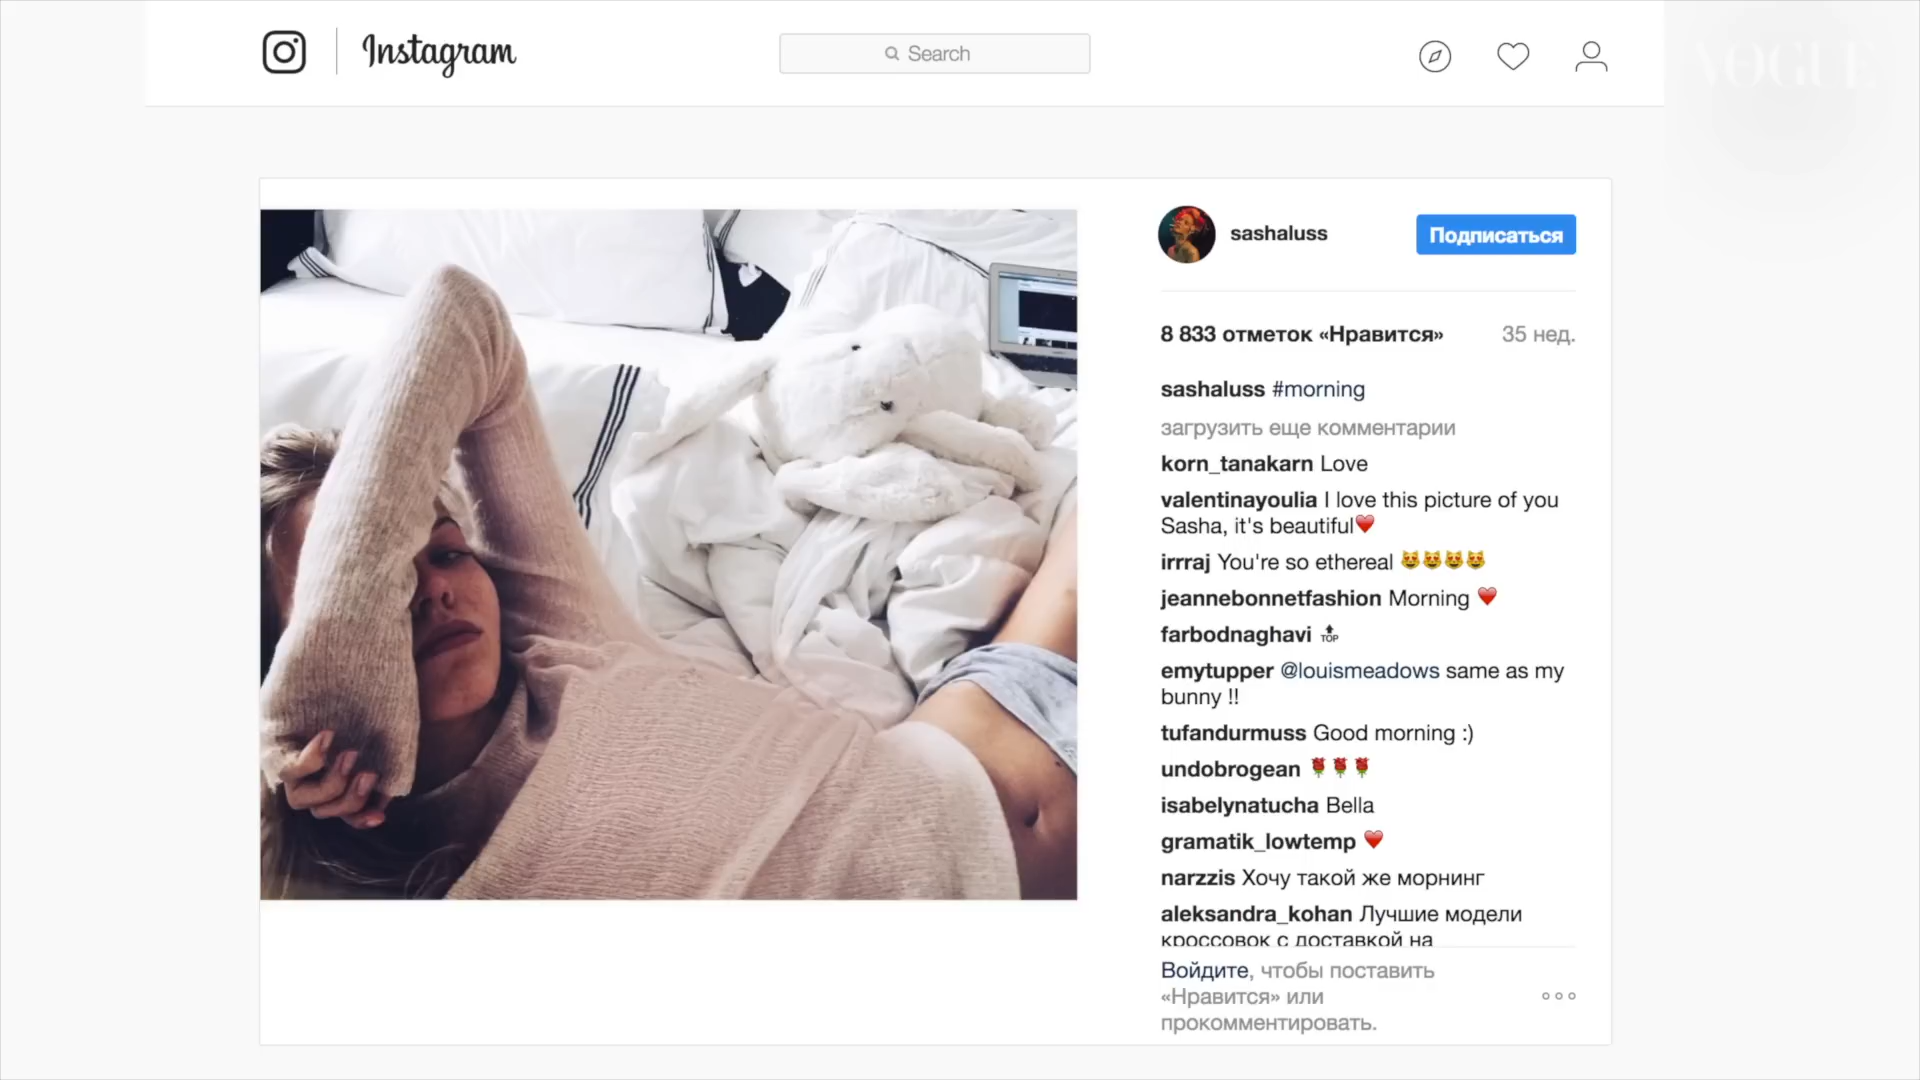 Instagram
Search
VOGUE
sashaluss
Подписаться
8 833 отметок «Нравится»
35 нед.
sashaluss #morning
загрузить еще комментарии
korn_tanakarn Love
valentinayoulia I love this picture of you
Sasha, it's beautiful❤️
irrraj You're so ethereal 😻😻😻😻
jeannebonnetfashion Morning ❤️
farbodnaghavi 🔝
emytupper @louismeadows same as my
bunny !!
tufandurmuss Good morning :)
undobrogean 🌹🌹🌹
isabelynatucha Bella
gramatik_lowtemp ❤️
narzzis Хочу такой же морнинг
aleksandra_kohan Лучшие модели
кроссовок с доставкой на
Войдите, чтобы поставить
«Нравится» или
прокомментировать.